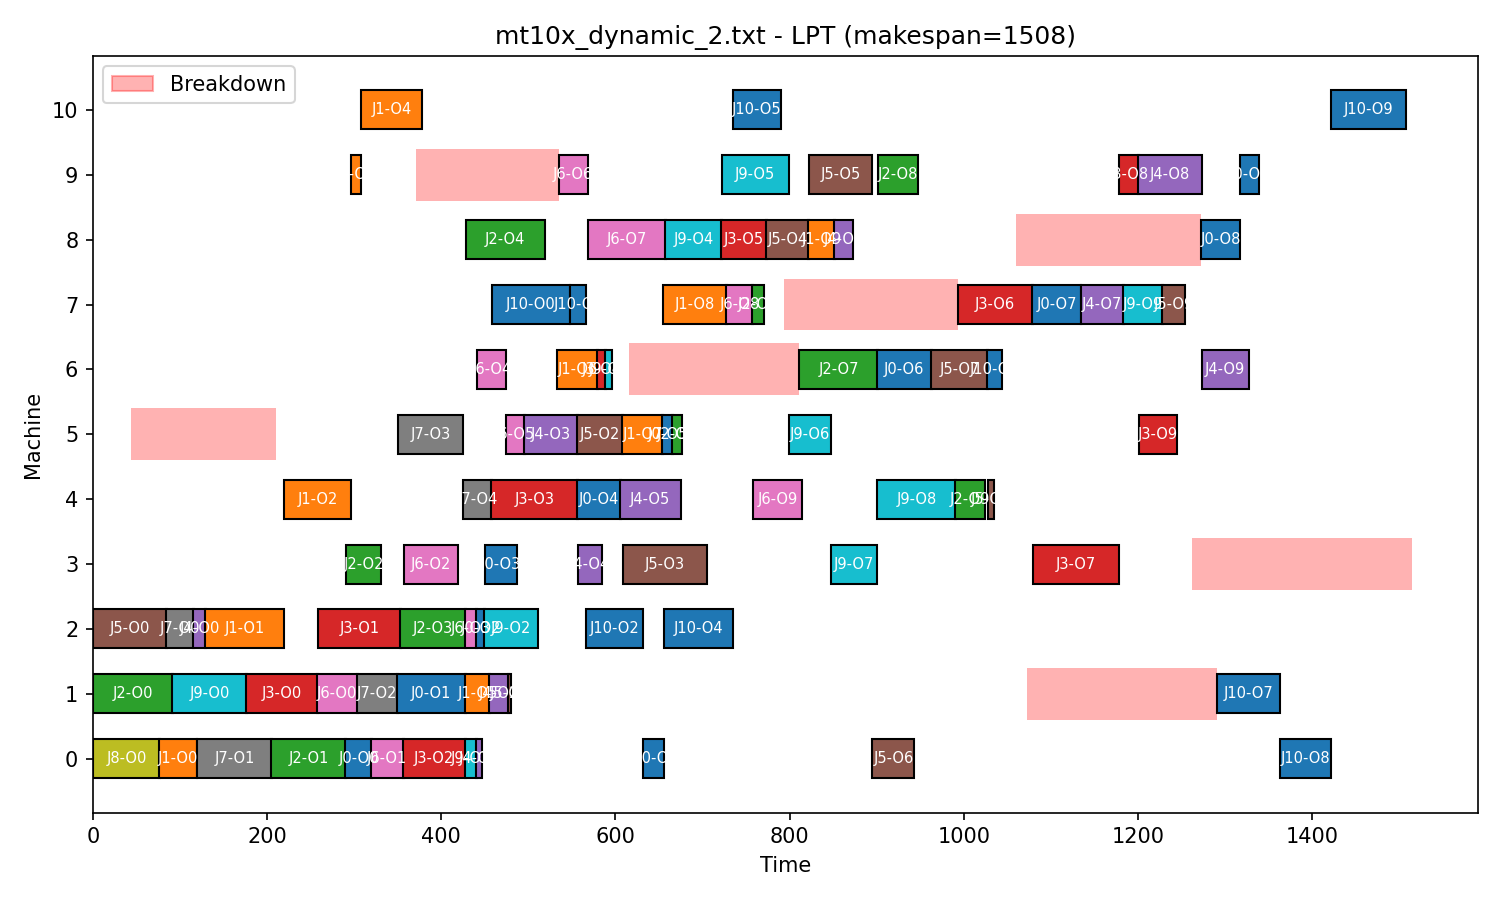 mt10x_dynamic_2.txt - LPT (makespan=1508)
Breakdown
10 J1-O4 J10-O5 J10-O9
9 J6-O6 J9-O5 J5-O5 J2-O8 J4-O8
8 J2-O4 J6-O7 J9-O4 J3-O5 J5-O4 J0-O8
7 J10-O0 J1-O8 J3-O6 J0-O7 J4-O7
6 J2-O7 J0-O6 J4-O9
5 J7-O3 J4-O3 J5-O2 J9-O6 J3-O9
4 J1-O2 J3-O3 J0-O4 J4-O5 J6-O9 J9-O8
3 J2-O2 J6-O2 J5-O3 J9-O7 J3-O7
2 J5-O0 J1-O1 J3-O1 J2-O3 J9-O2 J10-O2 J10-O4
1 J2-O0 J9-O0 J3-O0 J6-O0 J7-O2 J0-O1 J10-O7
0 J8-O0 J1-O0 J7-O1 J2-O1 J3-O2 J5-O6 J10-O8
Machine
0 200 400 600 800 1000 1200 1400
Time